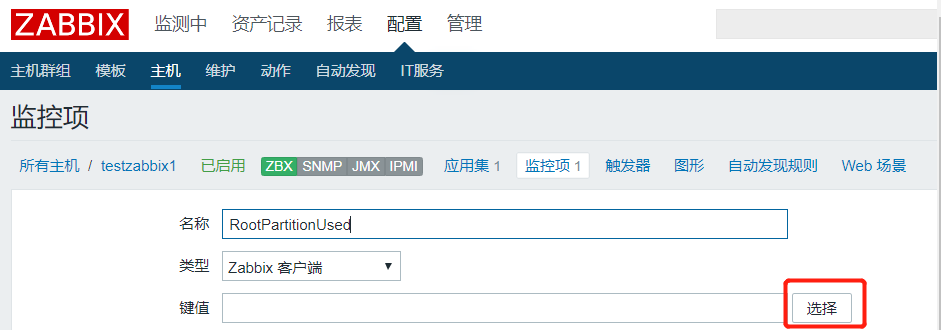 ZABBIX 监测中 资产记录 报表 配置 管理
主机群组 模板 主机 维护 动作 自动发现 IT服务
监控项
所有主机 / testzabbix1 已启用 ZBX SNMP JMX IPMI 应用集 1 监控项 1 触发器 图形 自动发现规则 Web 场景
名称 RootPartitionUsed
类型 Zabbix 客户端
键值 选择